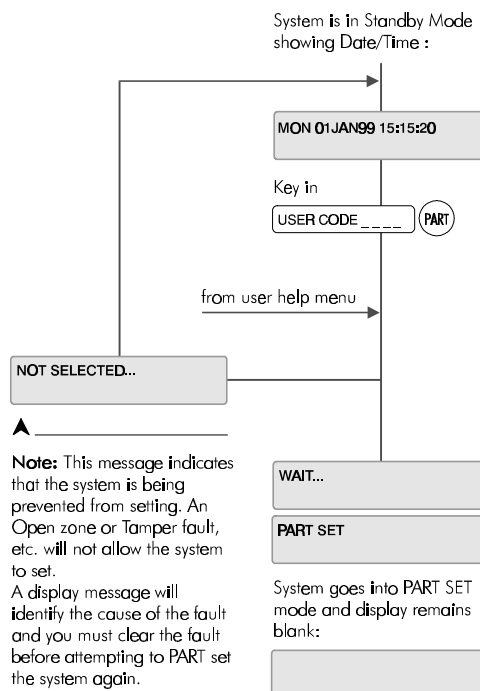 System is in Standby Mode
showing Date/Time :
MON 01JAN99 15:15:20
Key in
USER CODE _ _ _ _ PART
from user help menu
NOT SELECTED...
Note: This message indicates
that the system is being
prevented from setting. An
Open zone or Tamper fault,
etc. will not allow the system
to set.
A display message will
identify the cause of the fault
and you must clear the fault
before attempting to PART set
the system again.
WAIT...
PART SET
System goes into PART SET
mode and display remains
blank: